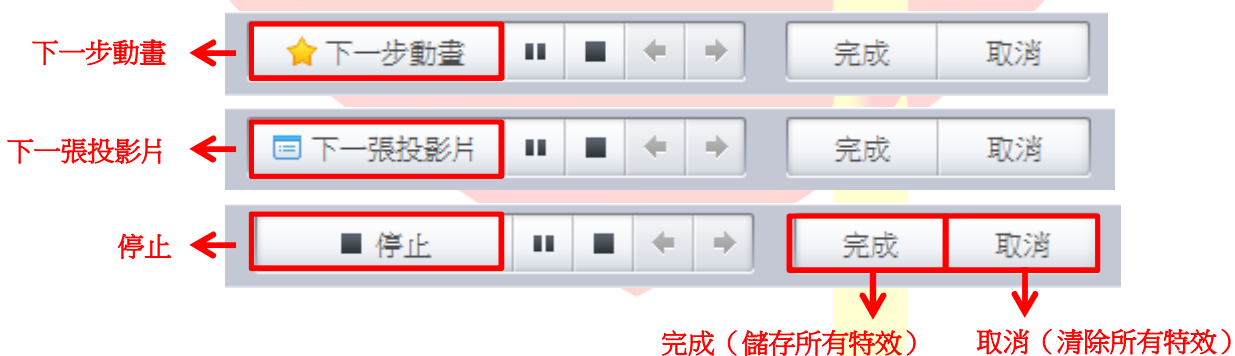 下一步動畫 下一步動畫 完成 取消
下一張投影片 下一張投影片 完成 取消
停止 停止 完成 取消
完成（儲存所有特效） 取消（清除所有特效）